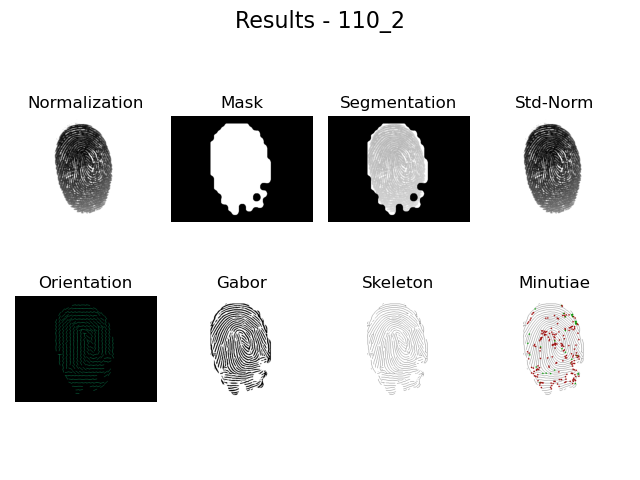 Results - 110_2
Normalization
Mask
Segmentation
Std-Norm
Orientation
Gabor
Skeleton
Minutiae